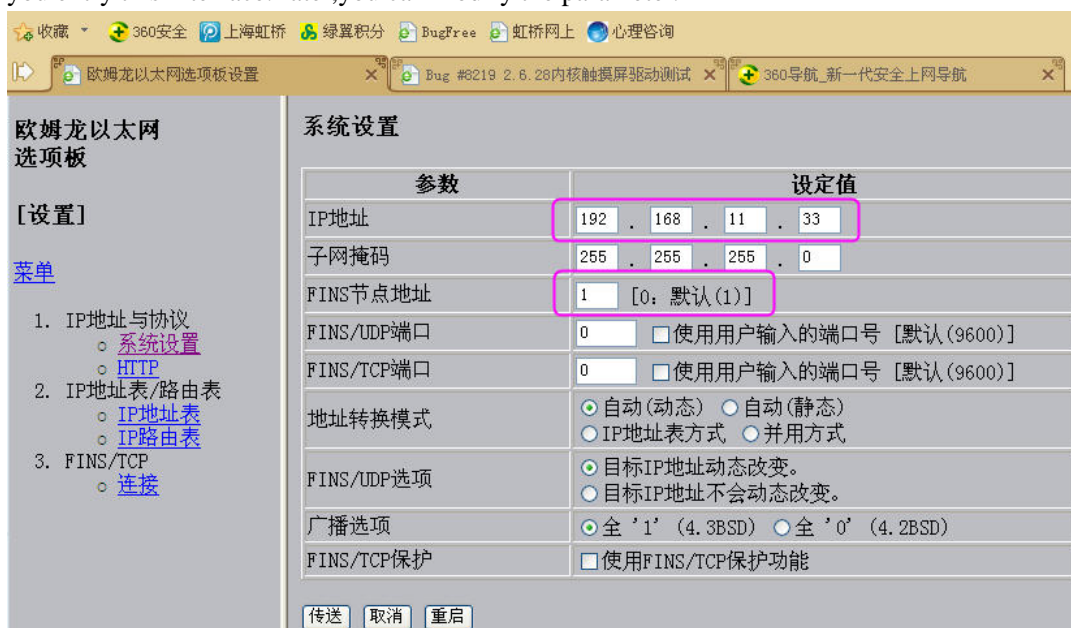 收藏 360安全 上海虹桥 绿翼积分 BugFree 虹桥网上 心理咨询
欧姆龙以太网选项板设置 Bug #8219 2.6.28内核触摸屏驱动测试 360导航_新一代安全上网导航
欧姆龙以太网
选项板
[设置]
菜单
1. IP地址与协议
系统设置
HTTP
2. IP地址表/路由表
IP地址表
IP路由表
3. FINS/TCP
连接
系统设置
参数 设定值
IP地址 192 . 168 . 11 . 33
子网掩码 255 . 255 . 255 . 0
FINS节点地址 1 [0: 默认(1)]
FINS/UDP端口 0 使用用户输入的端口号 [默认(9600)]
FINS/TCP端口 0 使用用户输入的端口号 [默认(9600)]
地址转换模式 自动(动态) 自动(静态)
IP地址表方式 并用方式
FINS/UDP选项 目标IP地址动态改变。
目标IP地址不会动态改变。
广播选项 全 '1' (4.3BSD) 全 '0' (4.2BSD)
FINS/TCP保护 使用FINS/TCP保护功能
传送 取消 重启